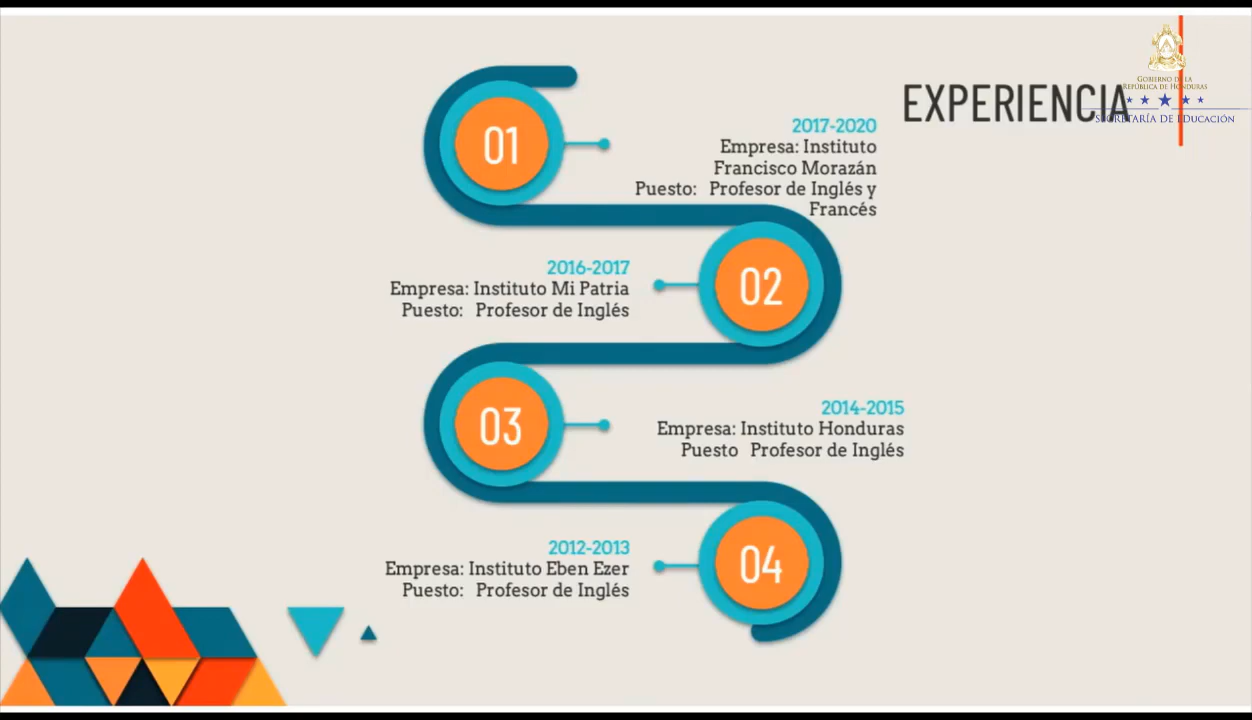 GOBIERNO DE LA
REPÚBLICA DE HONDURAS
SECRETARÍA DE EDUCACIÓN
EXPERIENCIA
01
2017-2020
Empresa: Instituto
Francisco Morazán
Puesto: Profesor de Inglés y
Francés
02
2016-2017
Empresa: Instituto Mi Patria
Puesto: Profesor de Inglés
03
2014-2015
Empresa: Instituto Honduras
Puesto Profesor de Inglés
04
2012-2013
Empresa: Instituto Eben Ezer
Puesto: Profesor de Inglés